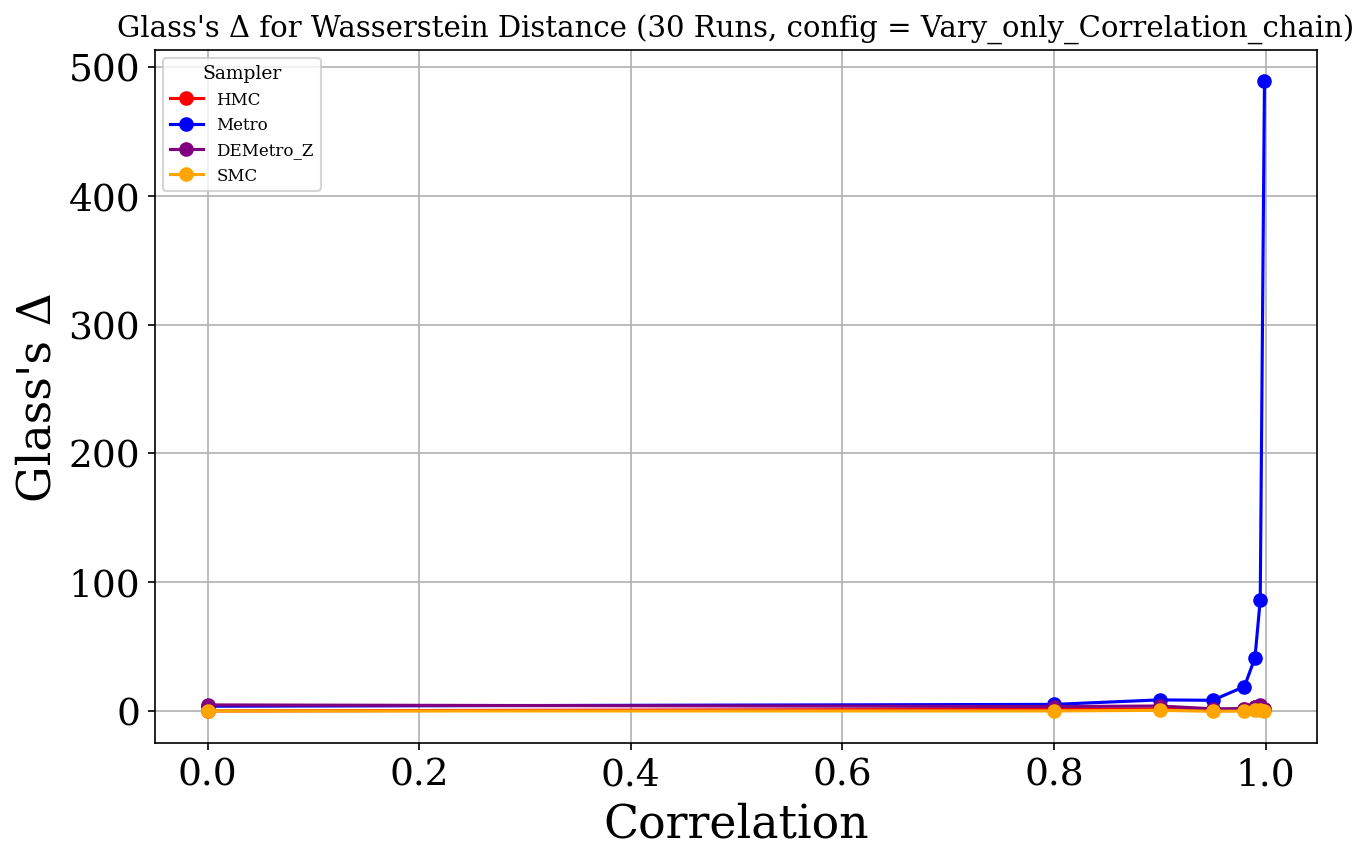 Glass's Δ for Wasserstein Distance (30 Runs, config = Vary_only_Correlation_chain)
Sampler
HMC
Metro
DEMetro_Z
SMC
Glass's Δ
500
400
300
200
100
0
0.0 0.2 0.4 0.6 0.8 1.0
Correlation